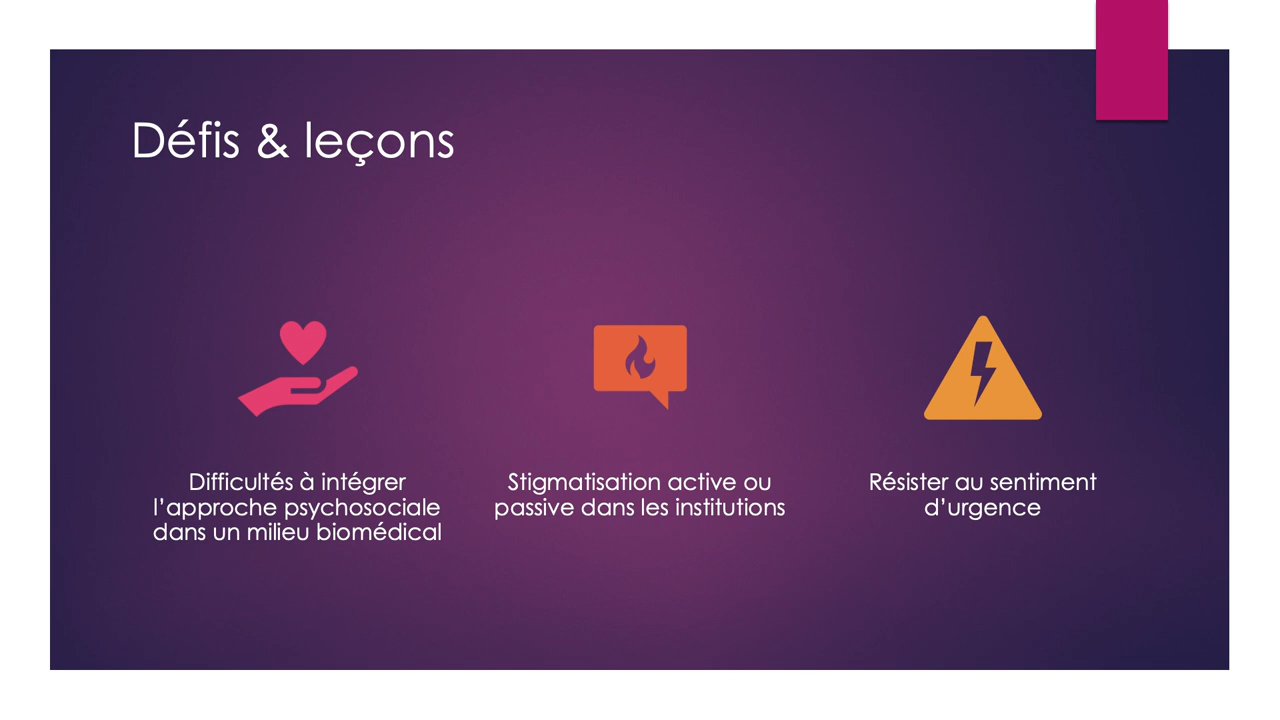 Défis & leçons
Difficultés à intégrer
l’approche psychosociale
dans un milieu biomédical
Stigmatisation active ou
passive dans les institutions
Résister au sentiment
d’urgence